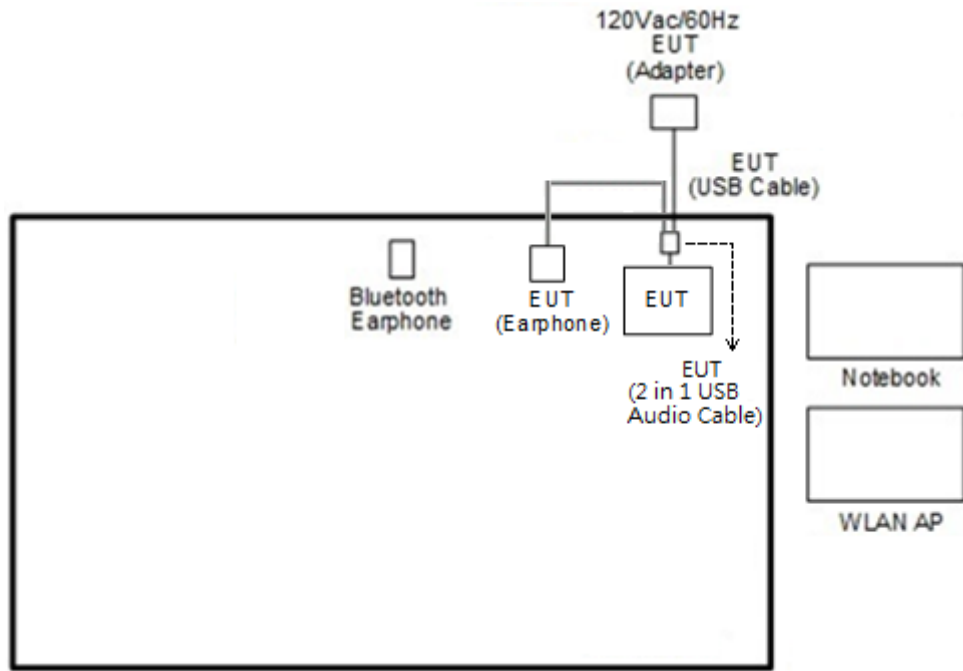 120Vac/60Hz
EUT
(Adapter)
EUT
(USB Cable)
Bluetooth
Earphone
EUT
(Earphone)
EUT
EUT
(2 in 1 USB
Audio Cable)
Notebook
WLAN AP